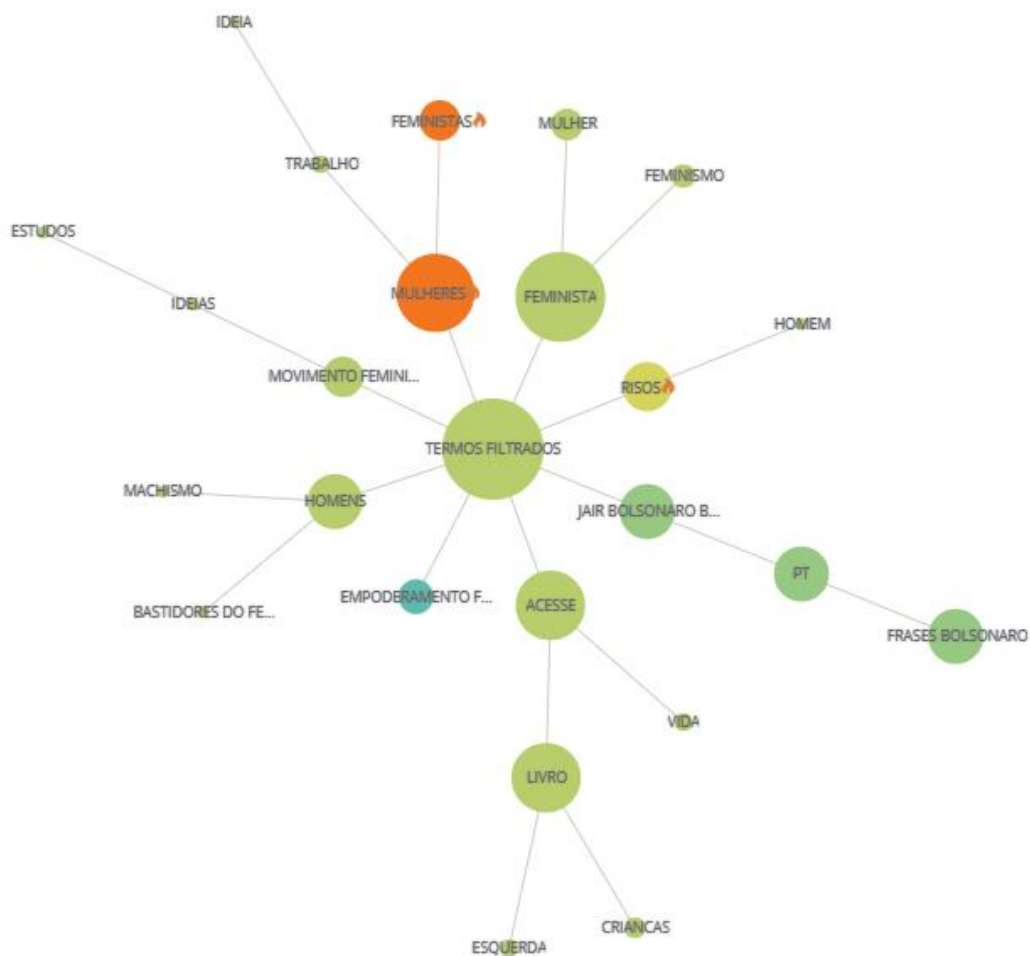 IDEIA
FEMINISTAS
MULHER
TRABALHO
FEMINISMO
ESTUDOS
MULHERES
FEMINISTA
IDEIAS
HOMEM
MOVIMENTO FEMINI...
RISOS
TERMOS FILTRADOS
MACHISMO
HOMENS
JAIR BOLSONARO B...
PT
EMPODERAMENTO F...
ACESSE
BASTIDORES DO FE...
FRASES BOLSONARO
VIDA
LIVRO
CRIANCAS
ESQUERDA